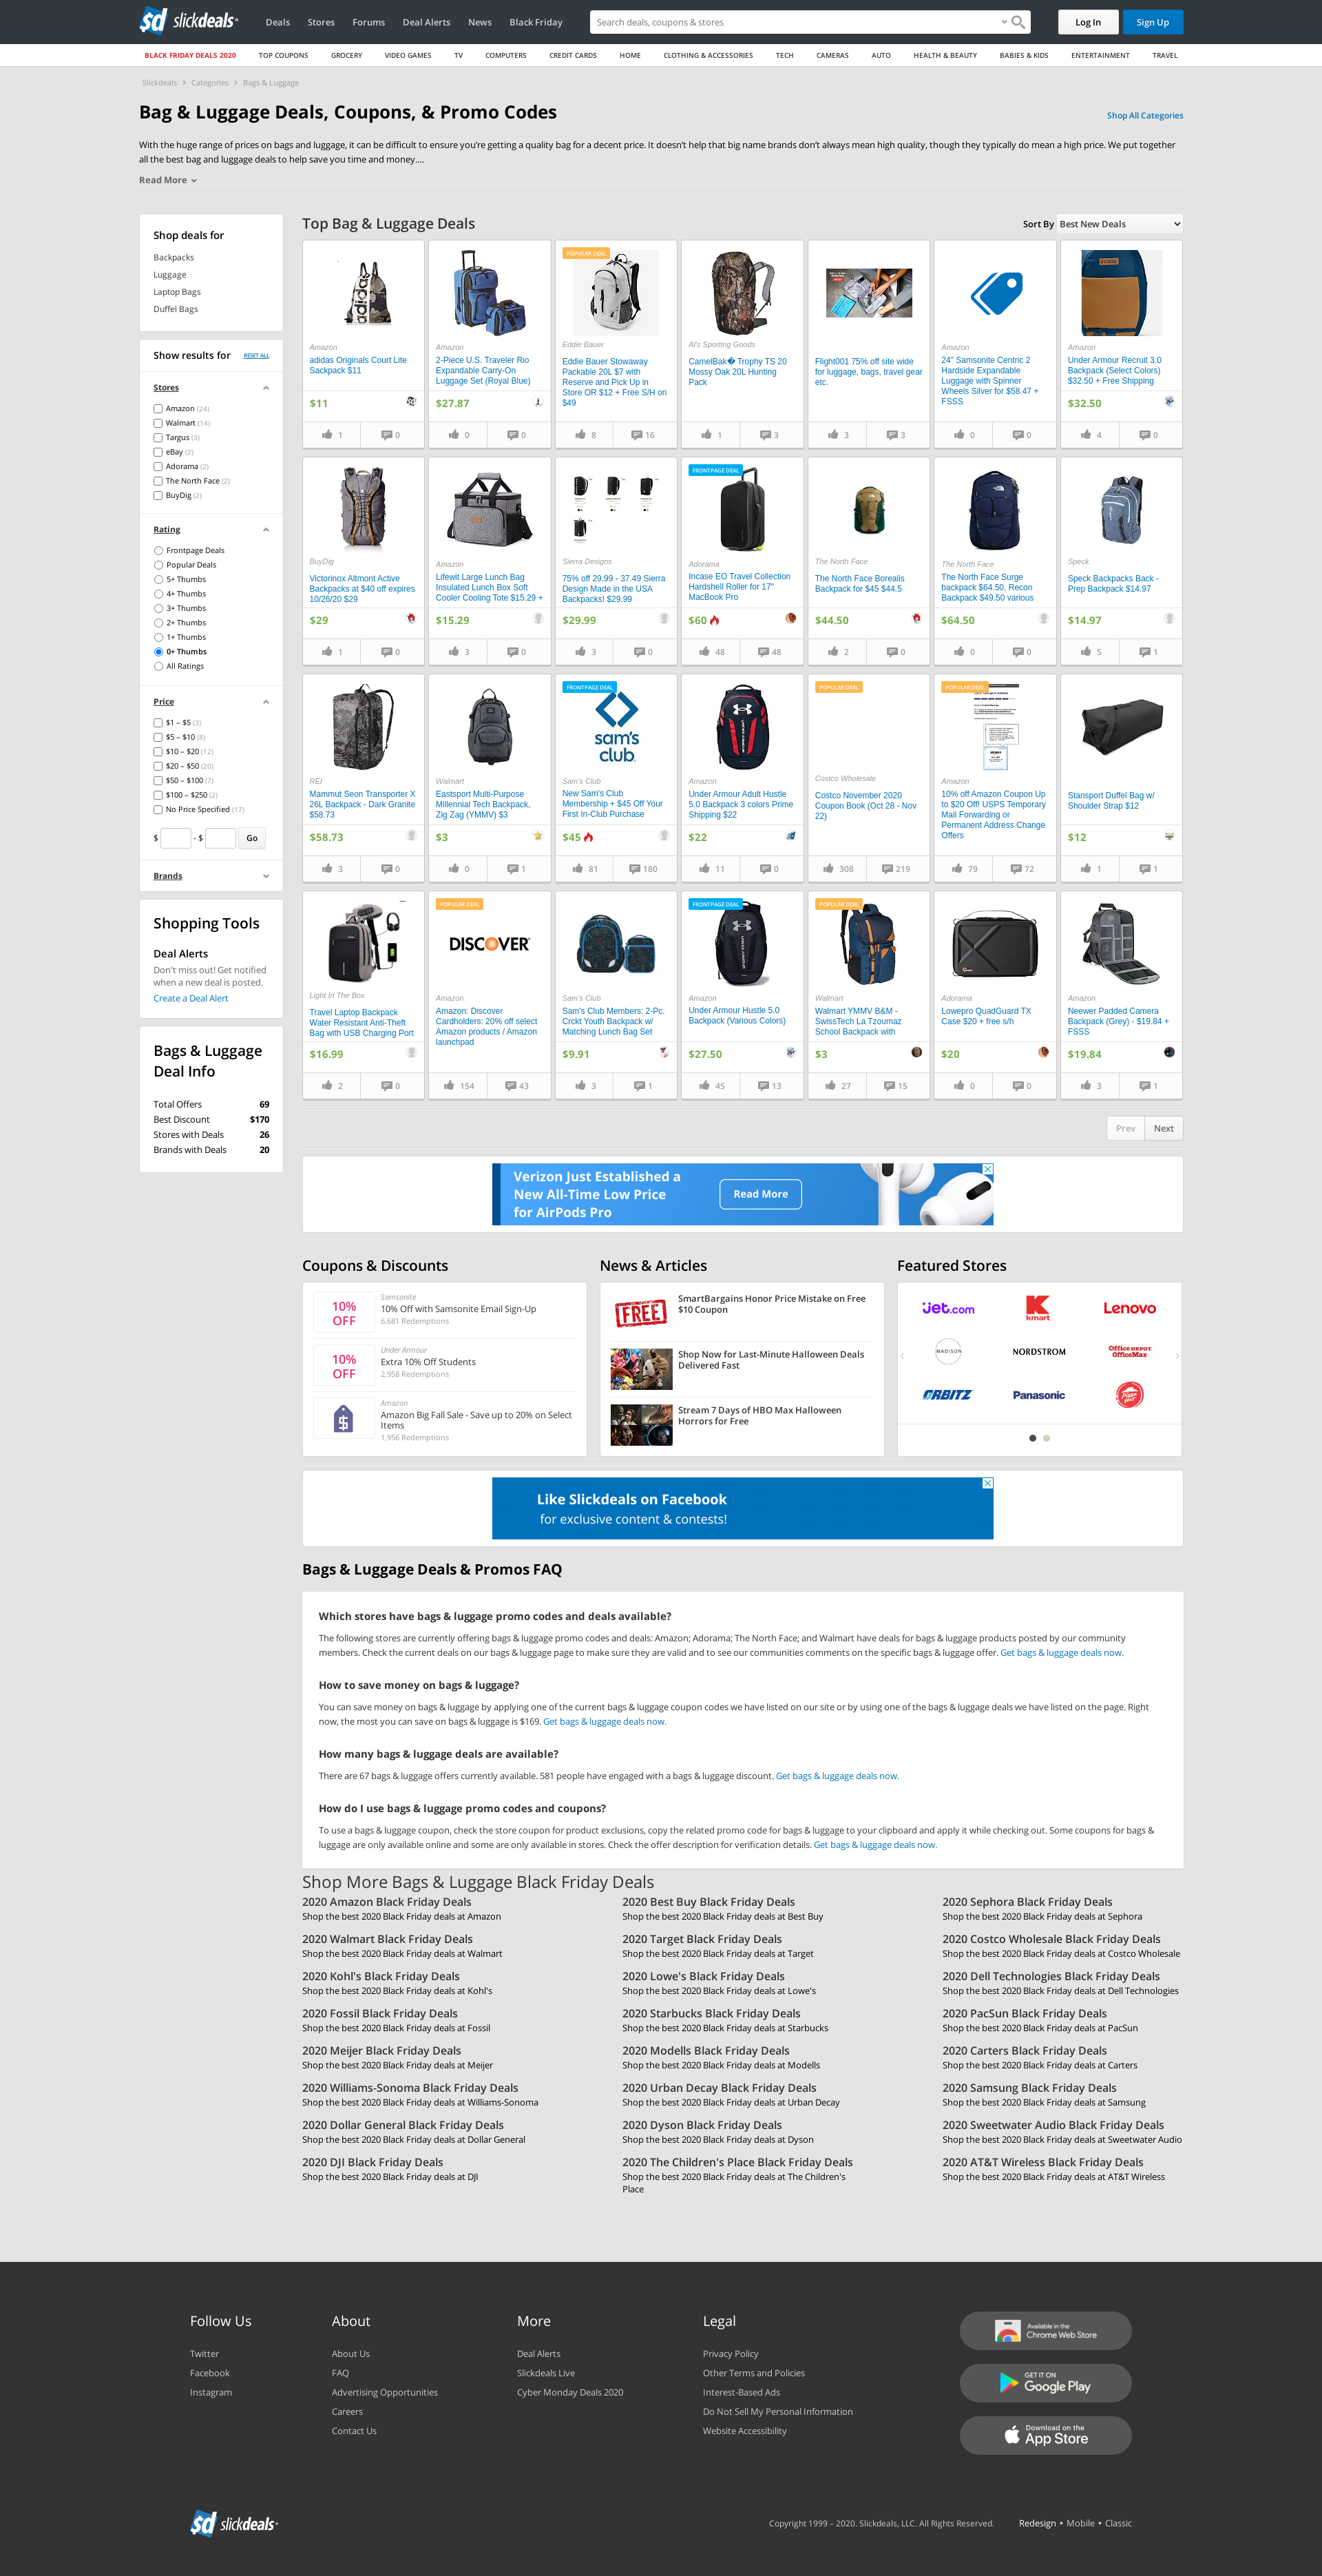 sd slickdeals
Deals Stores Forums Deal Alerts News Black Friday
Search deals, coupons & stores
Log In Sign Up
BLACK FRIDAY DEALS 2020 TOP COUPONS GROCERY VIDEO GAMES TV COMPUTERS CREDIT CARDS HOME CLOTHING & ACCESSORIES TECH CAMERAS AUTO HEALTH & BEAUTY BABIES & KIDS ENTERTAINMENT TRAVEL
Slickdeals > Categories > Bags & Luggage
Bag & Luggage Deals, Coupons, & Promo Codes
Shop All Categories
With the huge range of prices on bags and luggage, it can be difficult to ensure you're getting a quality bag for a decent price. It doesn't help that big name brands don't always mean high quality, though they typically do mean a high price. We put together
all the best bag and luggage deals to help save you time and money....
Read More
Shop deals for
Backpacks
Luggage
Laptop Bags
Duffel Bags
Show results for RESET ALL
Stores
Amazon (24)
Walmart (14)
Targus (3)
eBay (2)
Adorama (2)
The North Face (2)
BuyDig (2)
Rating
Frontpage Deals
Popular Deals
5+ Thumbs
4+ Thumbs
3+ Thumbs
2+ Thumbs
1+ Thumbs
0+ Thumbs
All Ratings
Price
$1 – $5 (3)
$5 – $10 (8)
$10 – $20 (12)
$20 – $50 (20)
$50 – $100 (7)
$100 – $250 (2)
No Price Specified (17)
$ - $ Go
Brands
Shopping Tools
Deal Alerts
Don't miss out! Get notified
when a new deal is posted.
Create a Deal Alert
Bags & Luggage
Deal Info
Total Offers 69
Best Discount $170
Stores with Deals 26
Brands with Deals 20
Top Bag & Luggage Deals
Sort By Best New Deals
Amazon
adidas Originals Court Lite
Sackpack $11
$11
1 0
Amazon
2-Piece U.S. Traveler Rio
Expandable Carry-On
Luggage Set (Royal Blue)
$27.87
0 0
POPULAR DEAL
Eddie Bauer
Eddie Bauer Stowaway
Packable 20L $7 with
Reserve and Pick Up in
Store OR $12 + Free S/H on
$49
8 16
Al's Sporting Goods
CamelBak� Trophy TS 20
Mossy Oak 20L Hunting
Pack
1 3
Flight001 75% off site wide
for luggage, bags, travel gear
etc.
3 3
Amazon
24" Samsonite Centric 2
Hardside Expandable
Luggage with Spinner
Wheels Silver for $58.47 +
FSSS
0 0
Amazon
Under Armour Recruit 3.0
Backpack (Select Colors)
$32.50 + Free Shipping
$32.50
4 0
BuyDig
Victorinox Altmont Active
Backpacks at $40 off expires
10/26/20 $29
$29
1 0
Amazon
Lifewit Large Lunch Bag
Insulated Lunch Box Soft
Cooler Cooling Tote $15.29 +
$15.29
3 0
Sierra Designs
75% off 29.99 - 37.49 Sierra
Design Made in the USA
Backpacks! $29.99
$29.99
3 0
FRONTPAGE DEAL
Adorama
Incase EO Travel Collection
Hardshell Roller for 17"
MacBook Pro
$60
48 48
The North Face
The North Face Borealis
Backpack for $45 $44.5
$44.50
2 0
The North Face
The North Face Surge
backpack $64.50, Recon
Backpack $49.50 various
$64.50
0 0
Speck
Speck Backpacks Back -
Prep Backpack $14.97
$14.97
5 1
REI
Mammut Seon Transporter X
26L Backpack - Dark Granite
$58.73
$58.73
3 0
Walmart
Eastsport Multi-Purpose
Millennial Tech Backpack,
Zig Zag (YMMV) $3
$3
0 1
FRONTPAGE DEAL
sam's club
Sam's Club
New Sam's Club
Membership + $45 Off Your
First In-Club Purchase
$45
81 180
Amazon
Under Armour Adult Hustle
5.0 Backpack 3 colors Prime
Shipping $22
$22
11 0
POPULAR DEAL
Costco Wholesale
Costco November 2020
Coupon Book (Oct 28 - Nov
22)
308 219
POPULAR DEAL
Amazon
10% off Amazon Coupon Up
to $20 Off! USPS Temporary
Mail Forwarding or
Permanent Address Change
Offers
79 72
Stansport Duffel Bag w/
Shoulder Strap $12
$12
1 1
Light In The Box
Travel Laptop Backpack
Water Resistant Anti-Theft
Bag with USB Charging Port
$16.99
2 0
POPULAR DEAL
DISCOVER
Amazon
Amazon: Discover
Cardholders: 20% off select
Amazon products / Amazon
launchpad
154 43
Sam's Club
Sam's Club Members: 2-Pc.
Crckt Youth Backpack w/
Matching Lunch Bag Set
$9.91
3 1
FRONTPAGE DEAL
Amazon
Under Armour Hustle 5.0
Backpack (Various Colors)
$27.50
45 13
POPULAR DEAL
Walmart
Walmart YMMV B&M -
SwissTech La Tzoumaz
School Backpack with
$3
27 15
Adorama
Lowepro QuadGuard TX
Case $20 + free s/h
$20
0 0
Amazon
Neewer Padded Camera
Backpack (Grey) - $19.84 +
FSSS
$19.84
3 1
Prev Next
Verizon Just Established a
New All-Time Low Price
for AirPods Pro
Read More
Coupons & Discounts
10% OFF
Samsonite
10% Off with Samsonite Email Sign-Up
6,681 Redemptions
10% OFF
Under Armour
Extra 10% Off Students
2,958 Redemptions
Amazon
Amazon Big Fall Sale - Save up to 20% on Select
Items
1,956 Redemptions
News & Articles
FREE
SmartBargains Honor Price Mistake on Free
$10 Coupon
Shop Now for Last-Minute Halloween Deals
Delivered Fast
Stream 7 Days of HBO Max Halloween
Horrors for Free
Featured Stores
jet.com kmart Lenovo
MADISON NORDSTROM Office DEPOT OfficeMax
ORBITZ Panasonic Pizza Hut
Like Slickdeals on Facebook
for exclusive content & contests!
Bags & Luggage Deals & Promos FAQ
Which stores have bags & luggage promo codes and deals available?
The following stores are currently offering bags & luggage promo codes and deals: Amazon; Adorama; The North Face; and Walmart have deals for bags & luggage products posted by our community
members. Check the current deals on our bags & luggage page to make sure they are valid and to see our communities comments on the specific bags & luggage offer. Get bags & luggage deals now.
How to save money on bags & luggage?
You can save money on bags & luggage by applying one of the current bags & luggage coupon codes we have listed on our site or by using one of the bags & luggage deals we have listed on the page. Right
now, the most you can save on bags & luggage is $169. Get bags & luggage deals now.
How many bags & luggage deals are available?
There are 67 bags & luggage offers currently available. 581 people have engaged with a bags & luggage discount. Get bags & luggage deals now.
How do I use bags & luggage promo codes and coupons?
To use a bags & luggage coupon, check the store coupon for product exclusions, copy the related promo code for bags & luggage to your clipboard and apply it while checking out. Some coupons for bags &
luggage are only available online and some are only available in stores. Check the offer description for verification details. Get bags & luggage deals now.
Shop More Bags & Luggage Black Friday Deals
2020 Amazon Black Friday Deals
Shop the best 2020 Black Friday deals at Amazon
2020 Best Buy Black Friday Deals
Shop the best 2020 Black Friday deals at Best Buy
2020 Sephora Black Friday Deals
Shop the best 2020 Black Friday deals at Sephora
2020 Walmart Black Friday Deals
Shop the best 2020 Black Friday deals at Walmart
2020 Target Black Friday Deals
Shop the best 2020 Black Friday deals at Target
2020 Costco Wholesale Black Friday Deals
Shop the best 2020 Black Friday deals at Costco Wholesale
2020 Kohl's Black Friday Deals
Shop the best 2020 Black Friday deals at Kohl's
2020 Lowe's Black Friday Deals
Shop the best 2020 Black Friday deals at Lowe's
2020 Dell Technologies Black Friday Deals
Shop the best 2020 Black Friday deals at Dell Technologies
2020 Fossil Black Friday Deals
Shop the best 2020 Black Friday deals at Fossil
2020 Starbucks Black Friday Deals
Shop the best 2020 Black Friday deals at Starbucks
2020 PacSun Black Friday Deals
Shop the best 2020 Black Friday deals at PacSun
2020 Meijer Black Friday Deals
Shop the best 2020 Black Friday deals at Meijer
2020 Modells Black Friday Deals
Shop the best 2020 Black Friday deals at Modells
2020 Carters Black Friday Deals
Shop the best 2020 Black Friday deals at Carters
2020 Williams-Sonoma Black Friday Deals
Shop the best 2020 Black Friday deals at Williams-Sonoma
2020 Urban Decay Black Friday Deals
Shop the best 2020 Black Friday deals at Urban Decay
2020 Samsung Black Friday Deals
Shop the best 2020 Black Friday deals at Samsung
2020 Dollar General Black Friday Deals
Shop the best 2020 Black Friday deals at Dollar General
2020 Dyson Black Friday Deals
Shop the best 2020 Black Friday deals at Dyson
2020 Sweetwater Audio Black Friday Deals
Shop the best 2020 Black Friday deals at Sweetwater Audio
2020 DJI Black Friday Deals
Shop the best 2020 Black Friday deals at DJI
2020 The Children's Place Black Friday Deals
Shop the best 2020 Black Friday deals at The Children's
Place
2020 AT&T Wireless Black Friday Deals
Shop the best 2020 Black Friday deals at AT&T Wireless
Follow Us
Twitter
Facebook
Instagram
About
About Us
FAQ
Advertising Opportunities
Careers
Contact Us
More
Deal Alerts
Slickdeals Live
Cyber Monday Deals 2020
Legal
Privacy Policy
Other Terms and Policies
Interest-Based Ads
Do Not Sell My Personal Information
Website Accessibility
Available in the
Chrome Web Store
GET IT ON
Google Play
Download on the
App Store
sd slickdeals
Copyright 1999 – 2020. Slickdeals, LLC. All Rights Reserved.
Redesign • Mobile • Classic